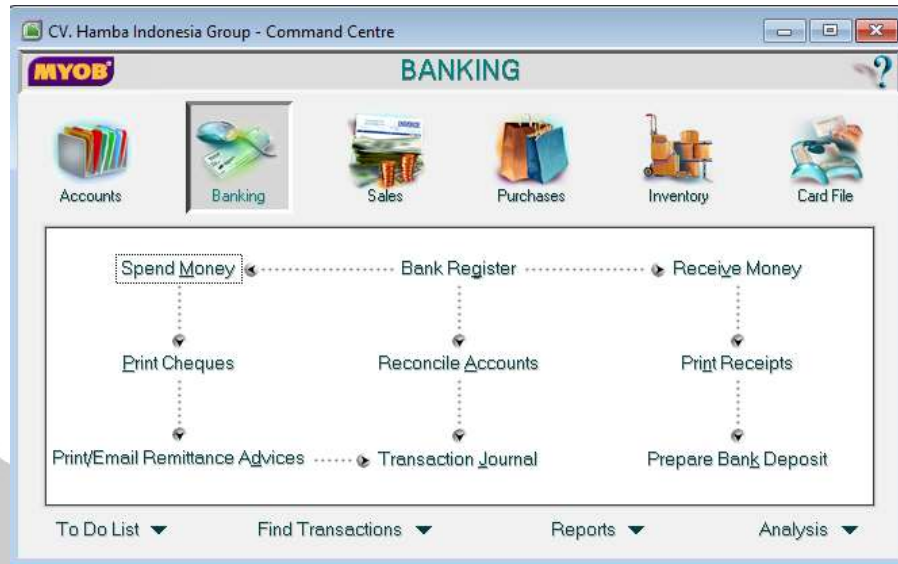 CV. Hamba Indonesia Group - Command Centre
MYOB BANKING ?
Accounts Banking Sales Purchases Inventory Card File
Spend Money Bank Register Receive Money
Print Cheques Reconcile Accounts Print Receipts
Print/Email Remittance Advices Transaction Journal Prepare Bank Deposit
To Do List Find Transactions Reports Analysis